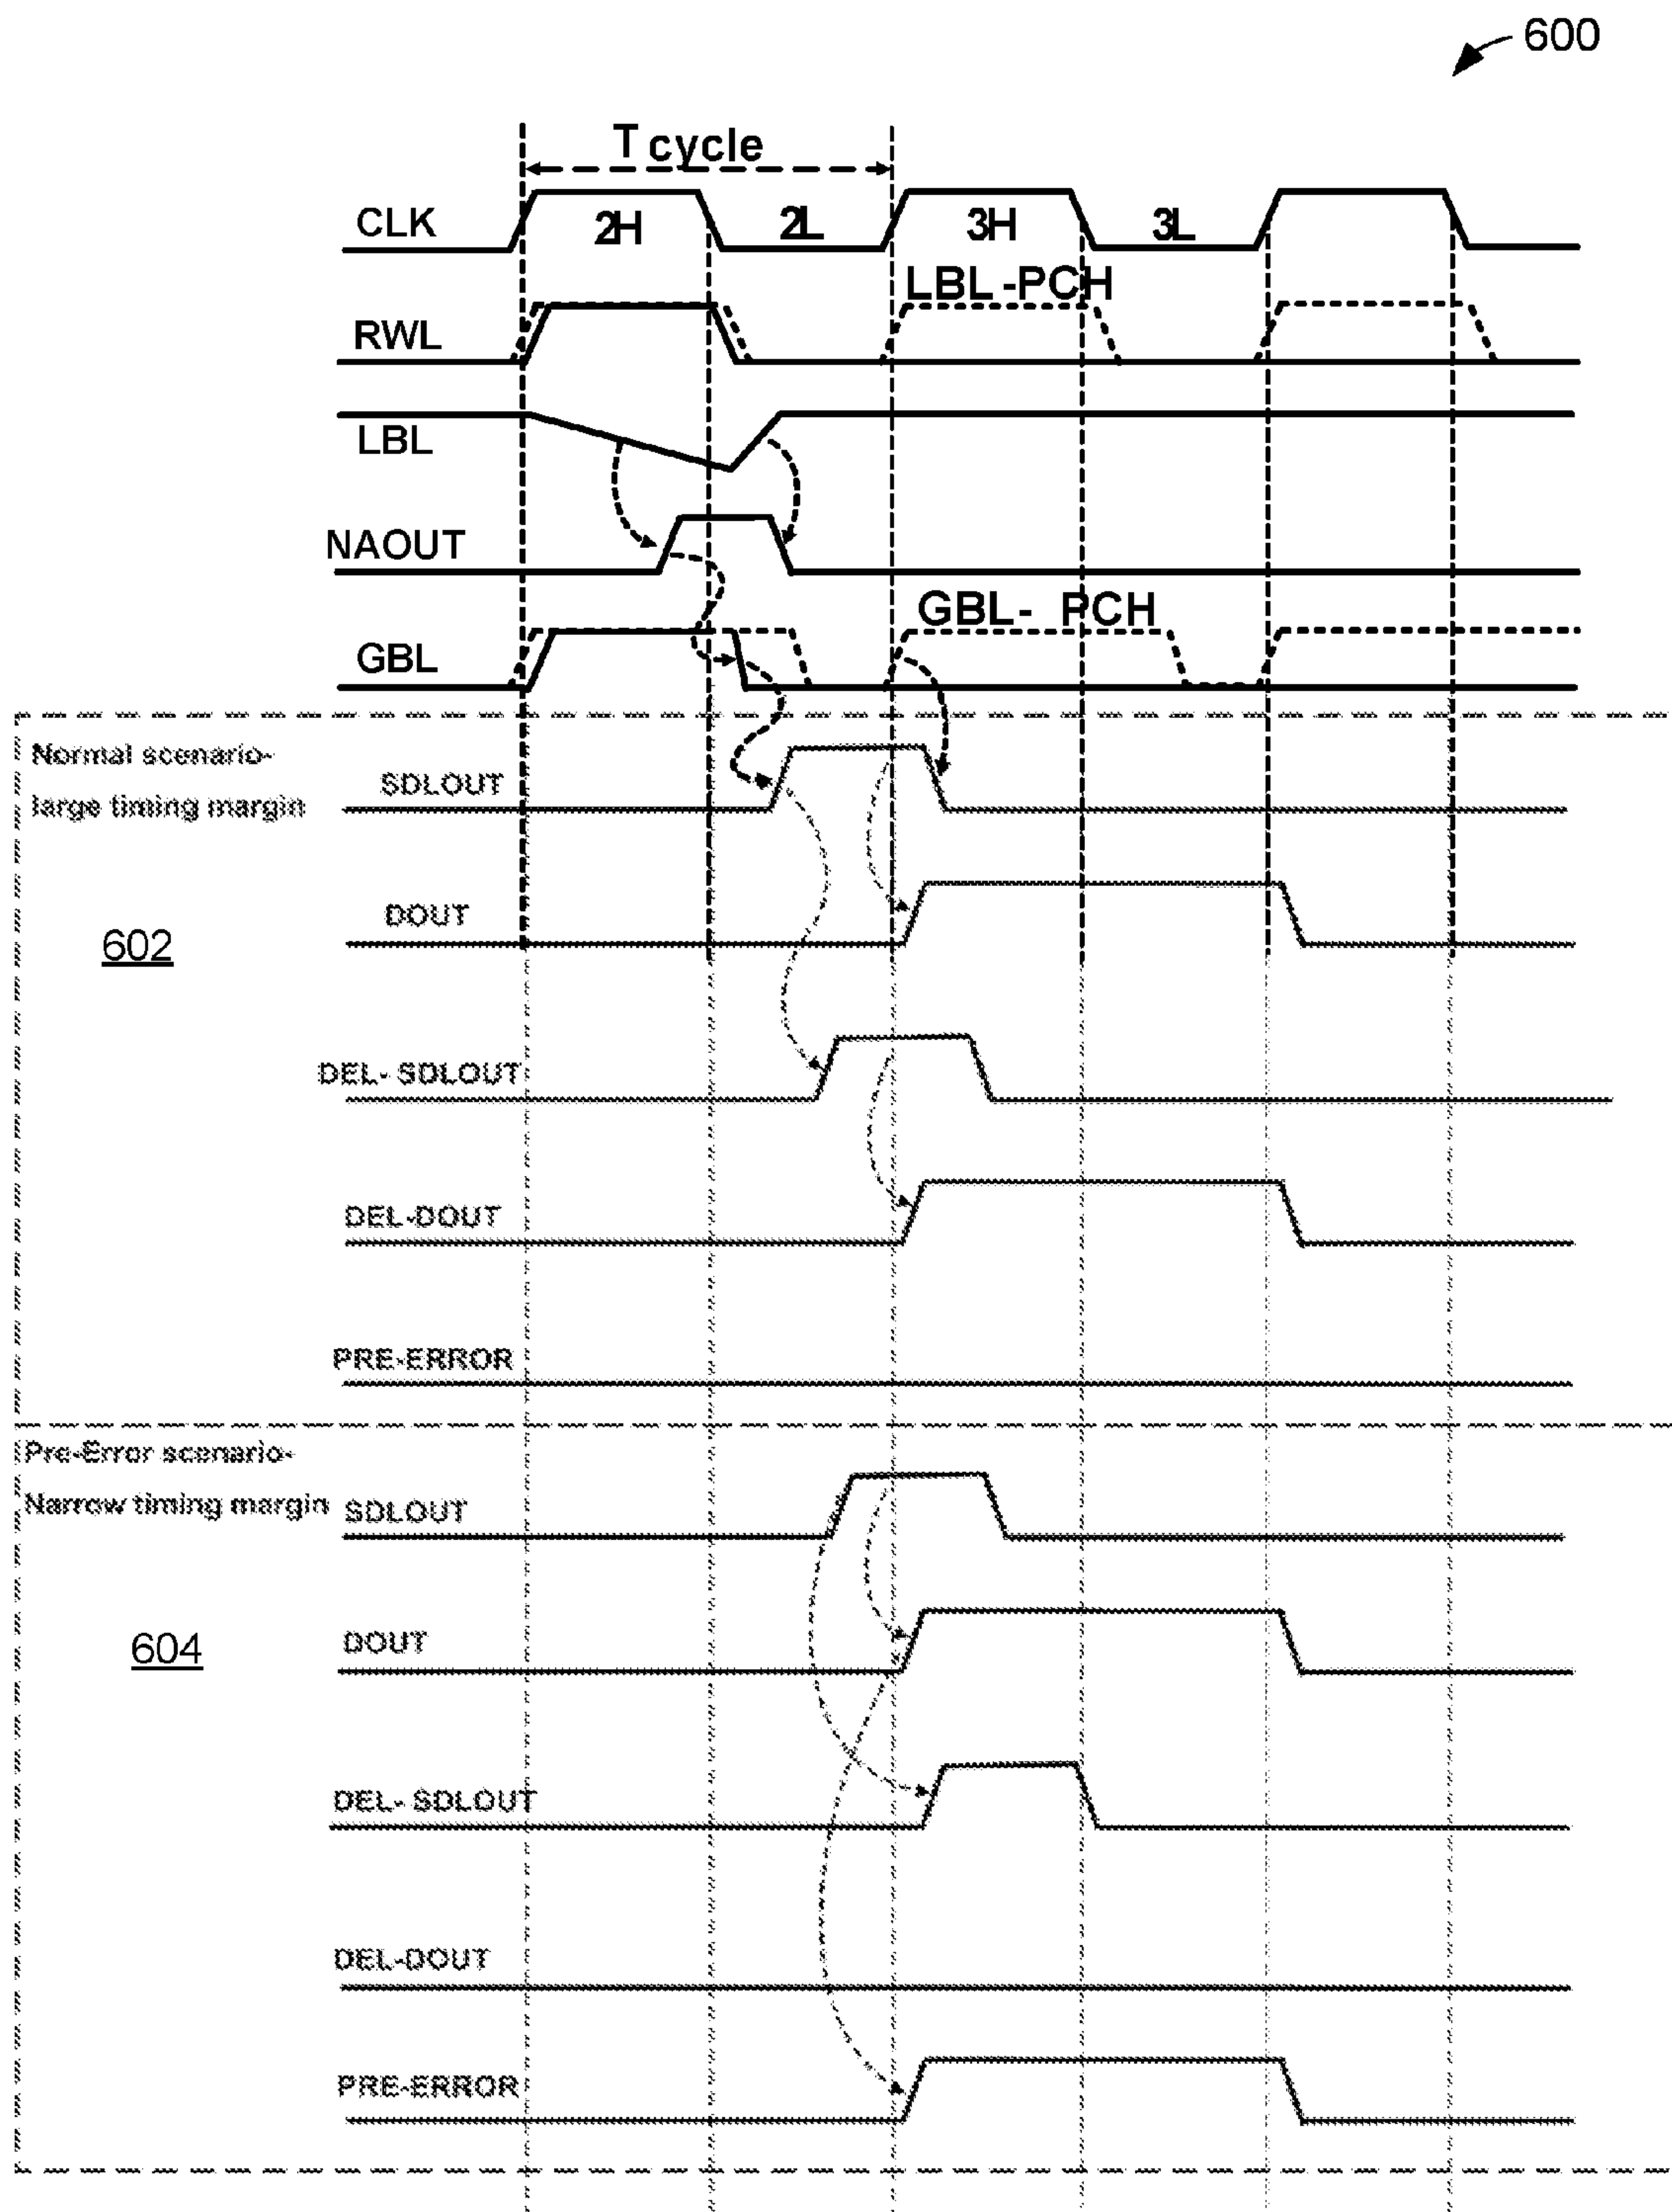 600
T cycle
CLK
2H
2L
3H
3L
LBL-PCH
RWL
LBL
NAOUT
GBL- PCH
GBL
Normal scenario-
large timing margin
SDLOUT
DOUT
602
DEL- SDLOUT
DEL-DOUT
PRE-ERROR
Pre-Error scenario-
Narrow timing margin
SDLOUT
DOUT
604
DEL- SDLOUT
DEL-DOUT
PRE-ERROR